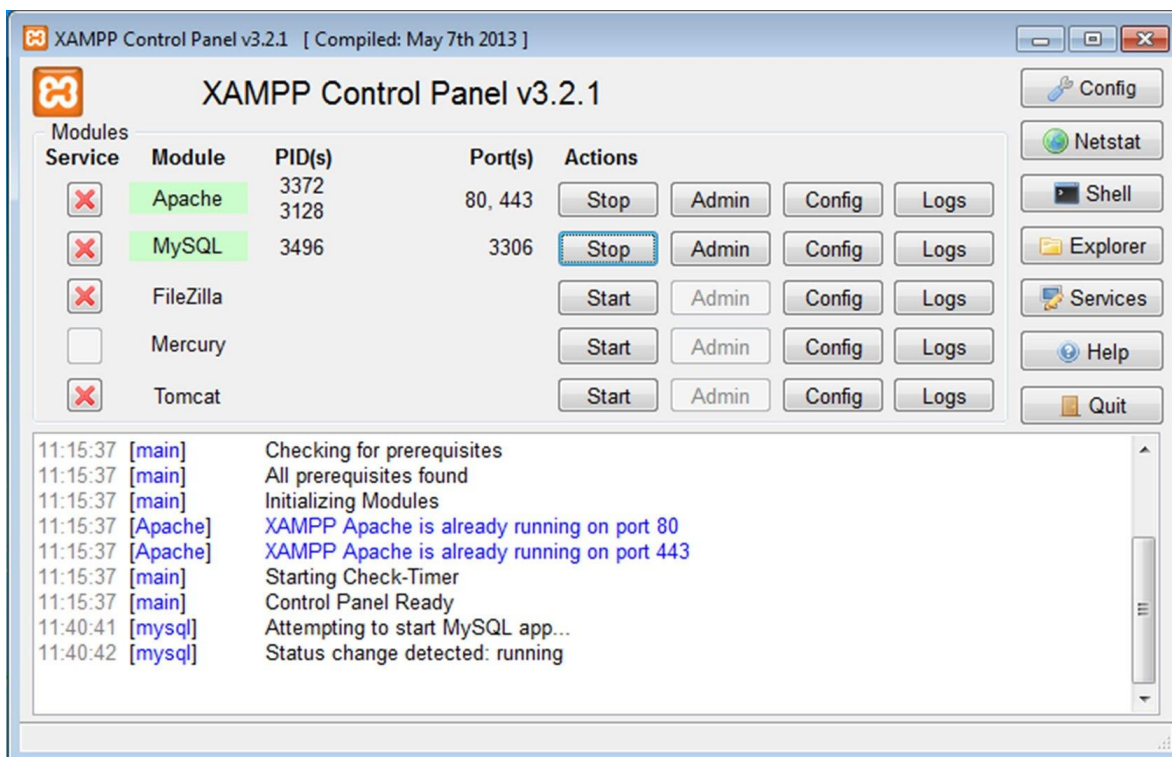 XAMPP Control Panel v3.2.1 [ Compiled: May 7th 2013 ]
XAMPP Control Panel v3.2.1
Config
Modules
Netstat
Service Module PID(s) Port(s) Actions
Apache 3372 3128 80, 443 Stop Admin Config Logs
Shell
MySQL 3496 3306 Stop Admin Config Logs
Explorer
FileZilla Start Admin Config Logs
Services
Mercury Start Admin Config Logs
Help
Tomcat Start Admin Config Logs
Quit
11:15:37 [main] Checking for prerequisites
11:15:37 [main] All prerequisites found
11:15:37 [main] Initializing Modules
11:15:37 [Apache] XAMPP Apache is already running on port 80
11:15:37 [Apache] XAMPP Apache is already running on port 443
11:15:37 [main] Starting Check-Timer
11:15:37 [main] Control Panel Ready
11:40:41 [mysql] Attempting to start MySQL app...
11:40:42 [mysql] Status change detected: running